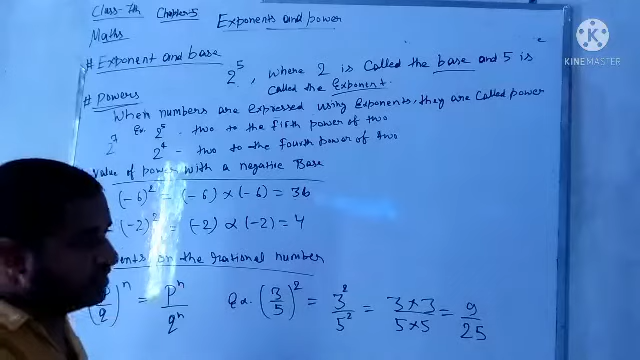 Class-7th Chapter-5 Exponents and power
Maths
KINEMASTER
# Exponent and base
2⁵, where 2 is called the base and 5 is
called the Exponent.
# Powers
When numbers are expressed using Exponents, they are called power
Ex. 2⁵ - two to the fifth power of two
2⁴ - two to the fourth power of two
Value of power with a negative Base
(-6)² = (-6) × (-6) = 36
(-2)² = (-2) × (-2) = 4
on the rational number
)ⁿ = Pⁿ/qⁿ Ex. (3/5)² = 3²/5² = 3×3/5×5 = 9/25